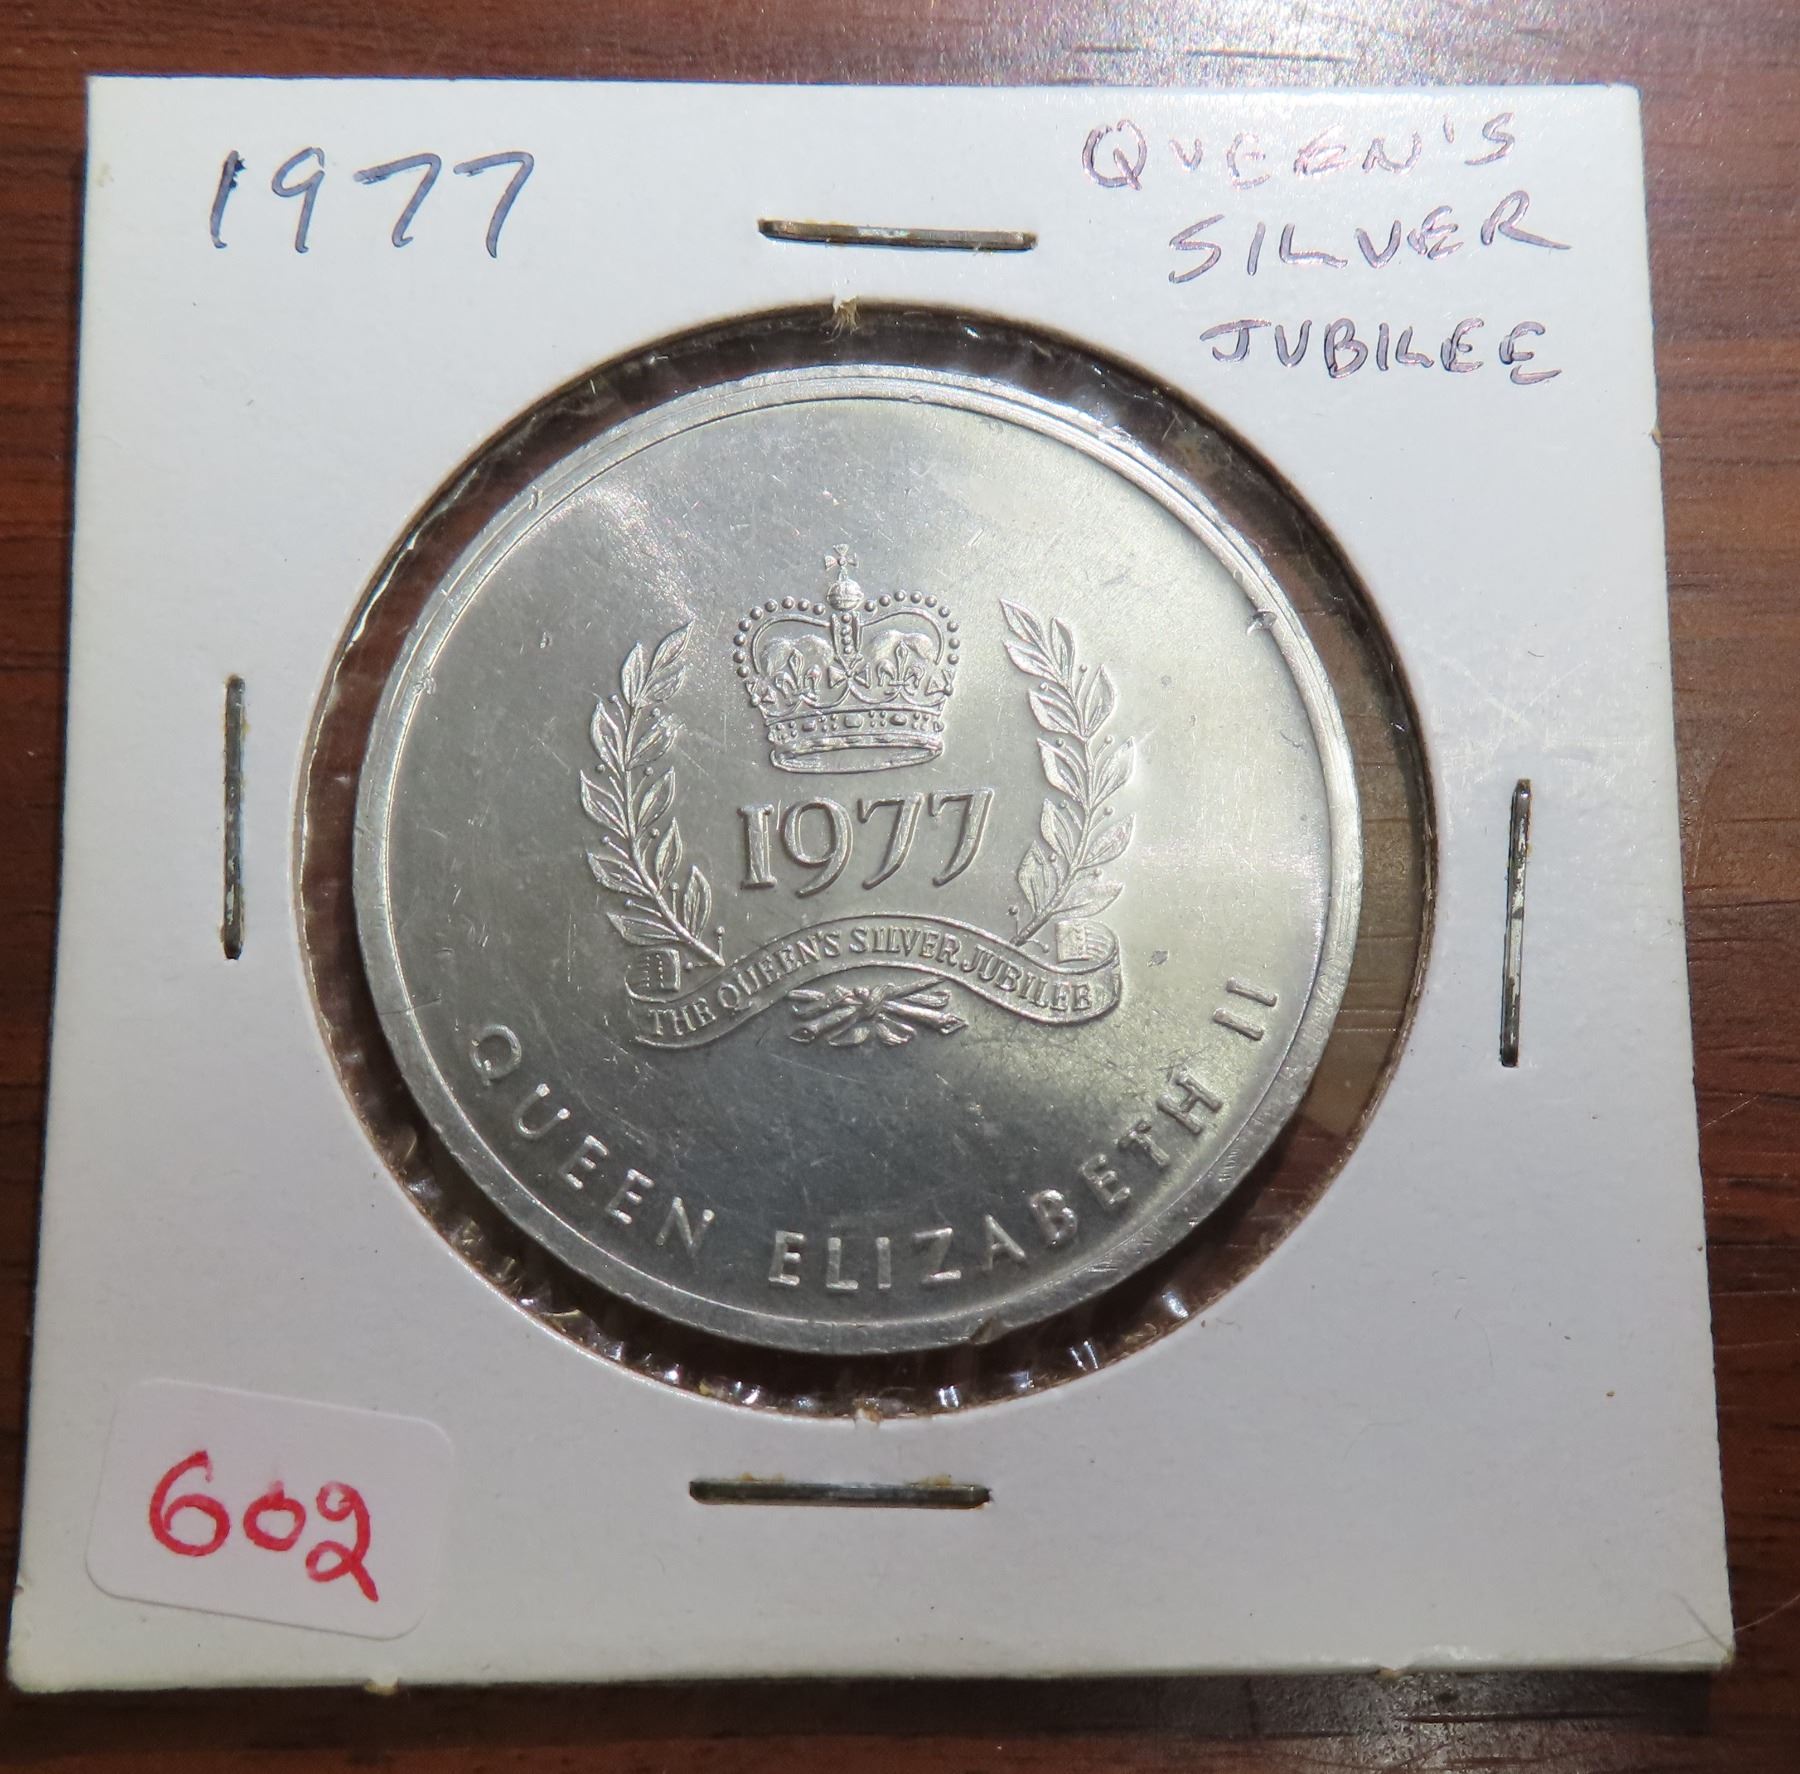 1977
QUEEN'S
SILVER
JUBILEE
1977
THE QUEEN'S SILVER JUBILEE
QUEEN ELIZABETH II
602